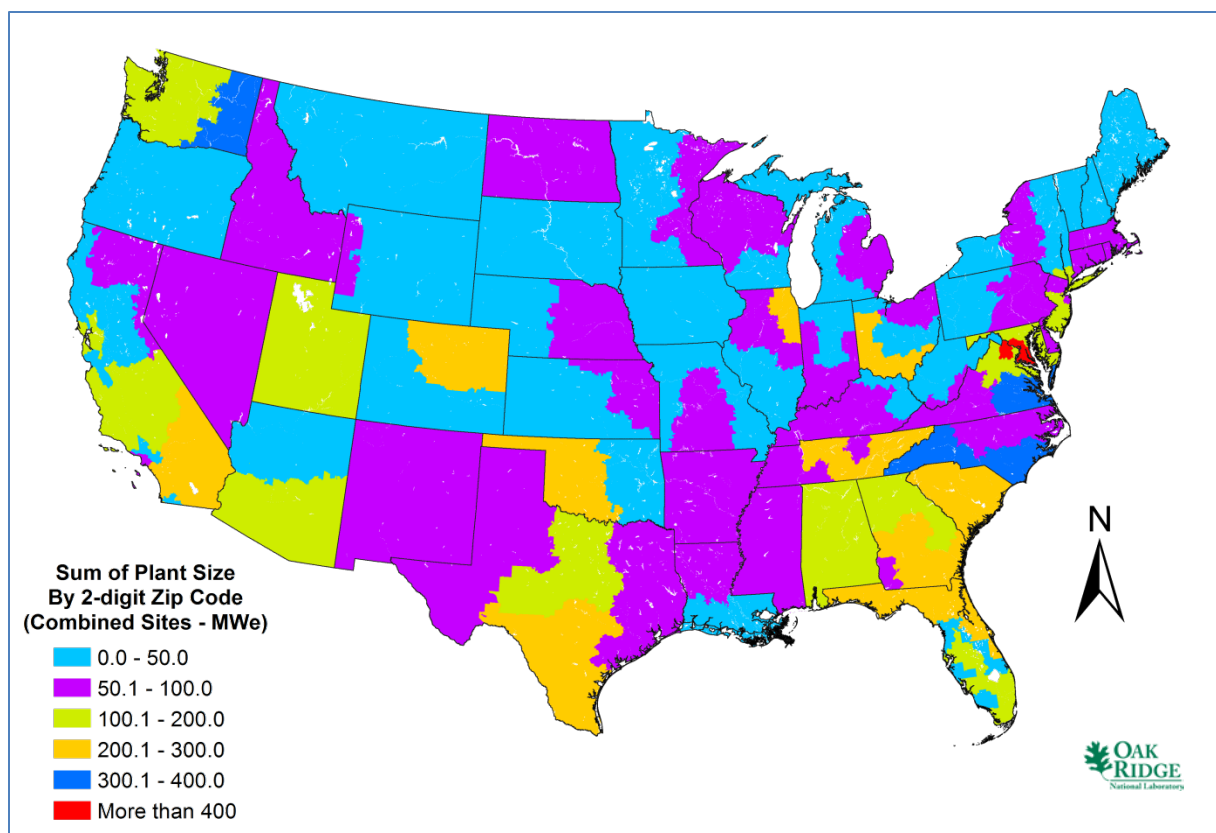 N
Sum of Plant Size
By 2-digit Zip Code
(Combined Sites - MWe)
0.0 - 50.0
50.1 - 100.0
100.1 - 200.0
200.1 - 300.0
300.1 - 400.0
More than 400
OAK
RIDGE
National Laboratory